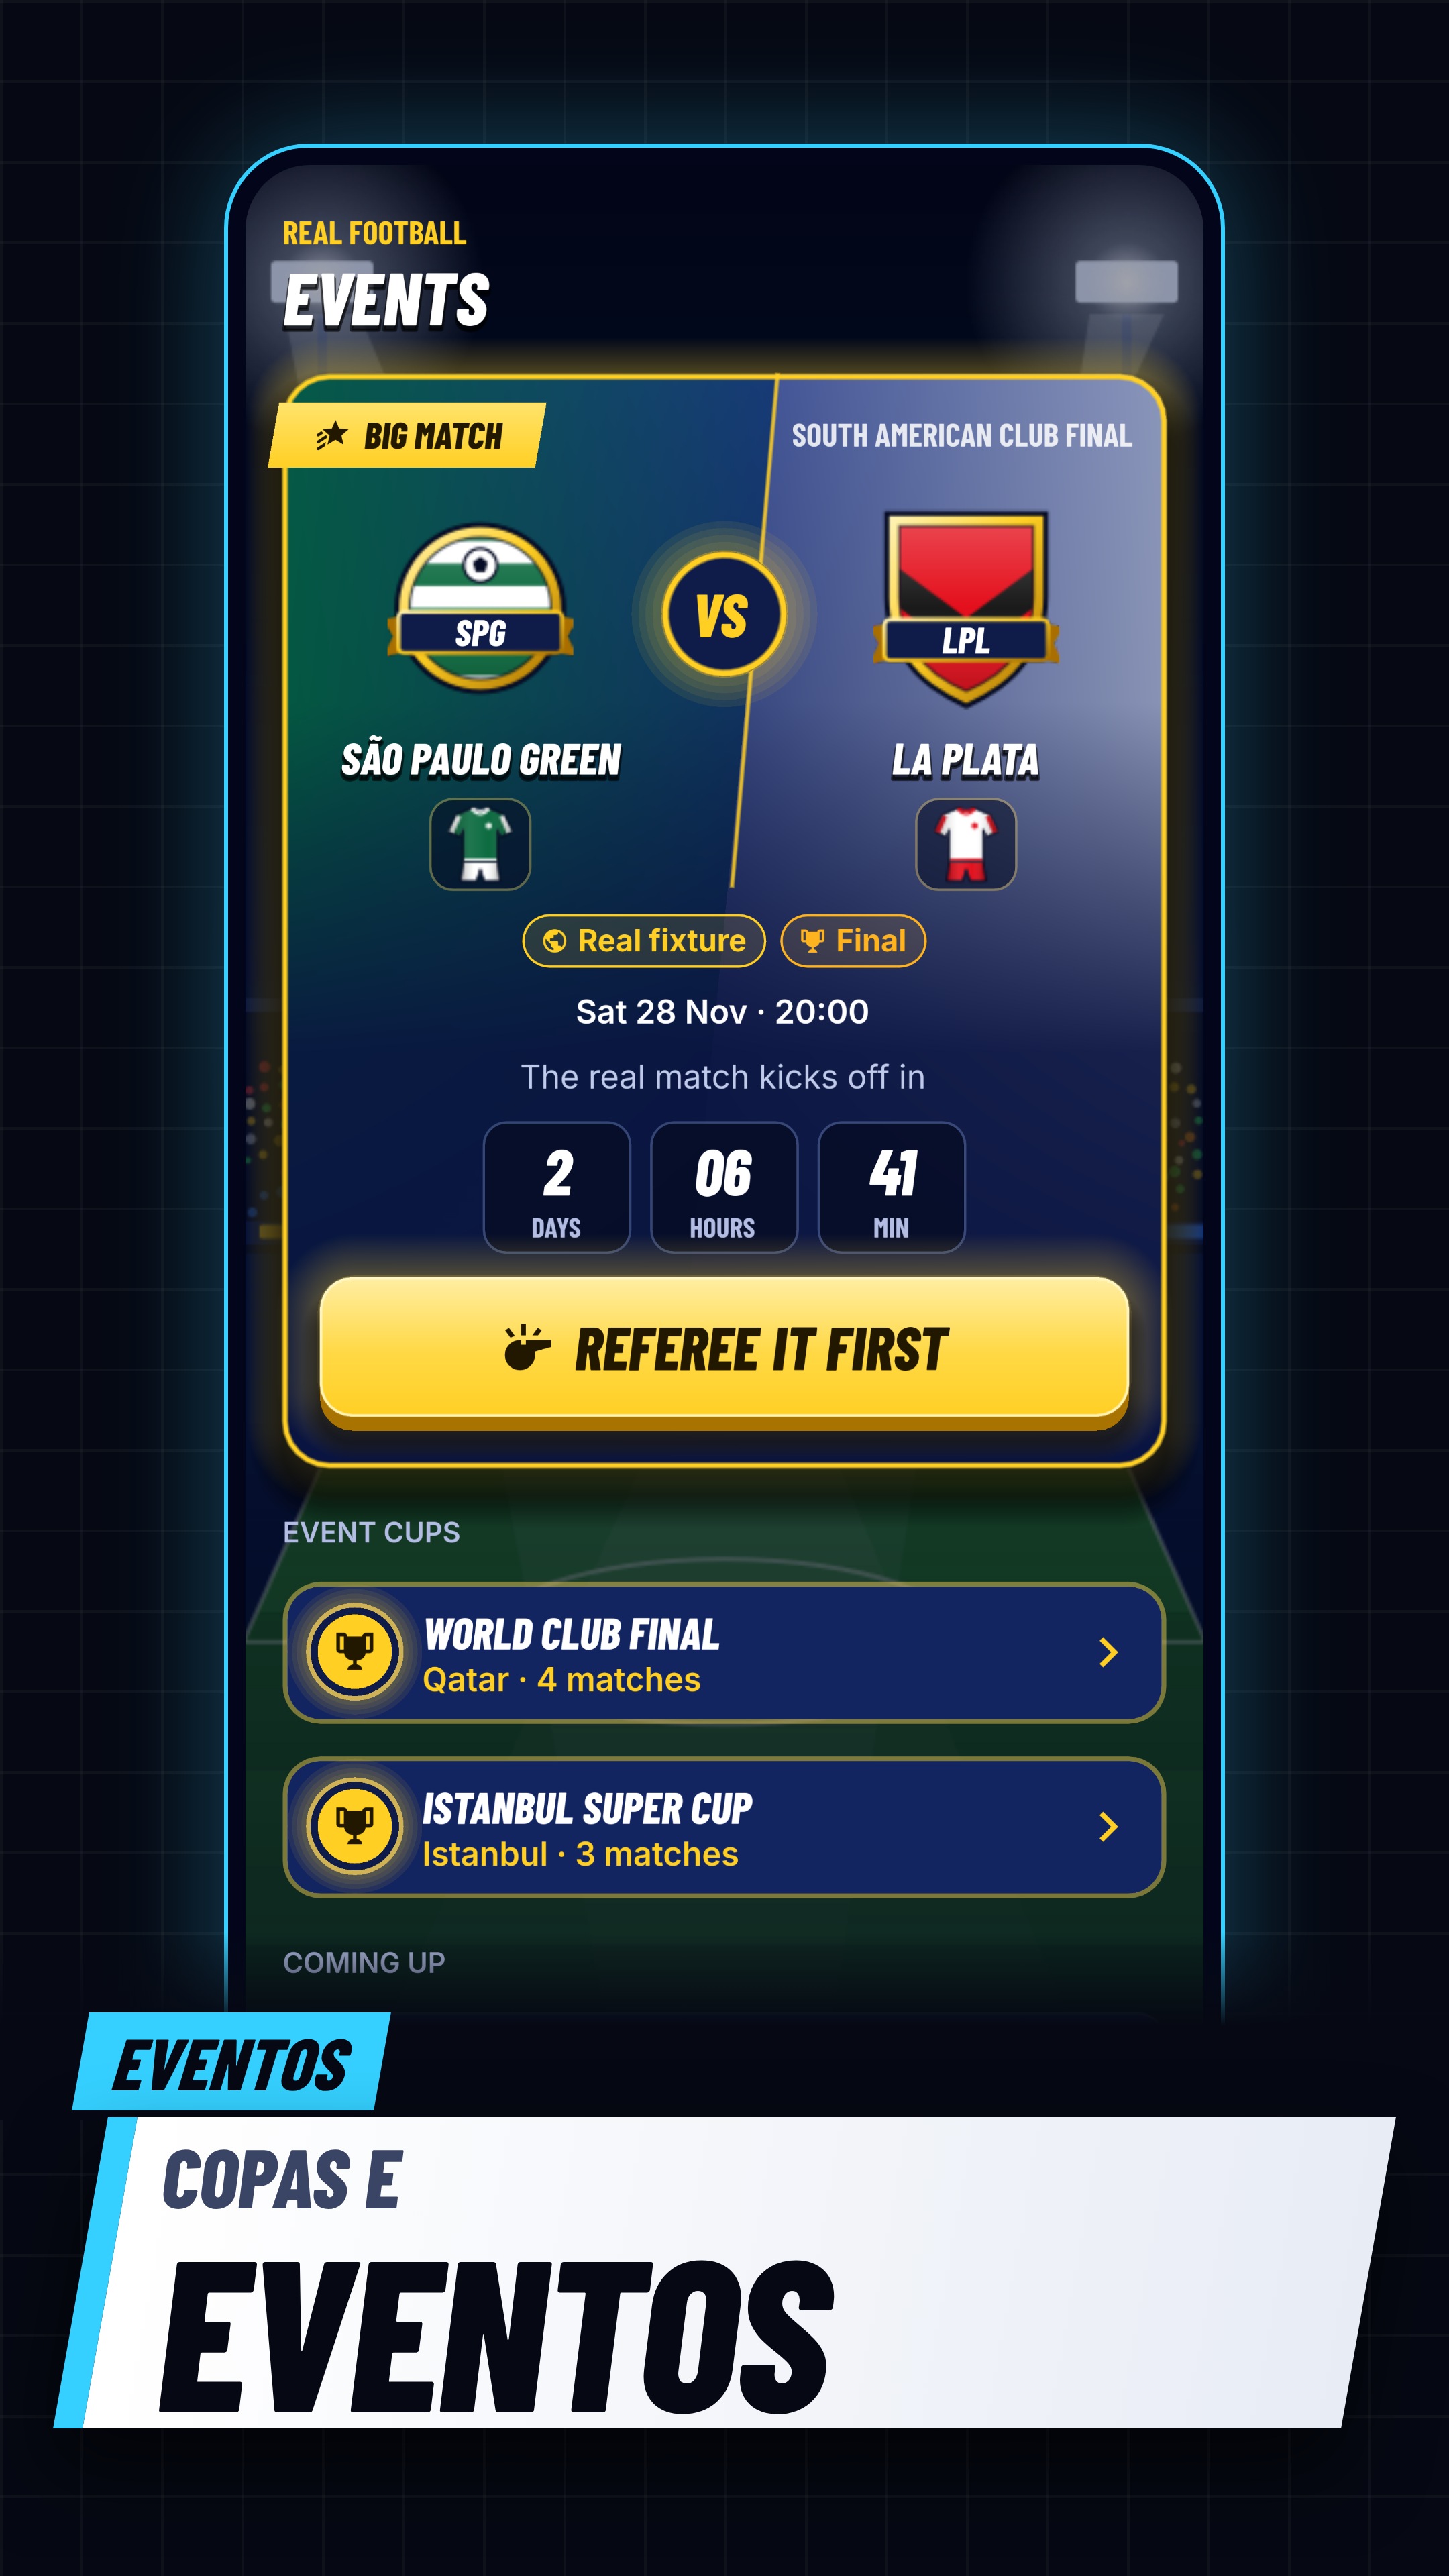 REAL FOOTBALL
EVENTS
BIG MATCH
SOUTH AMERICAN CLUB FINAL
SPG
VS
LPL
SÃO PAULO GREEN
LA PLATA
Real fixture
Final
Sat 28 Nov · 20:00
The real match kicks off in
2
06
41
DAYS
HOURS
MIN
REFEREE IT FIRST
EVENT CUPS
WORLD CLUB FINAL
Qatar · 4 matches
ISTANBUL SUPER CUP
Istanbul · 3 matches
COMING UP
EVENTOS
COPAS E
EVENTOS